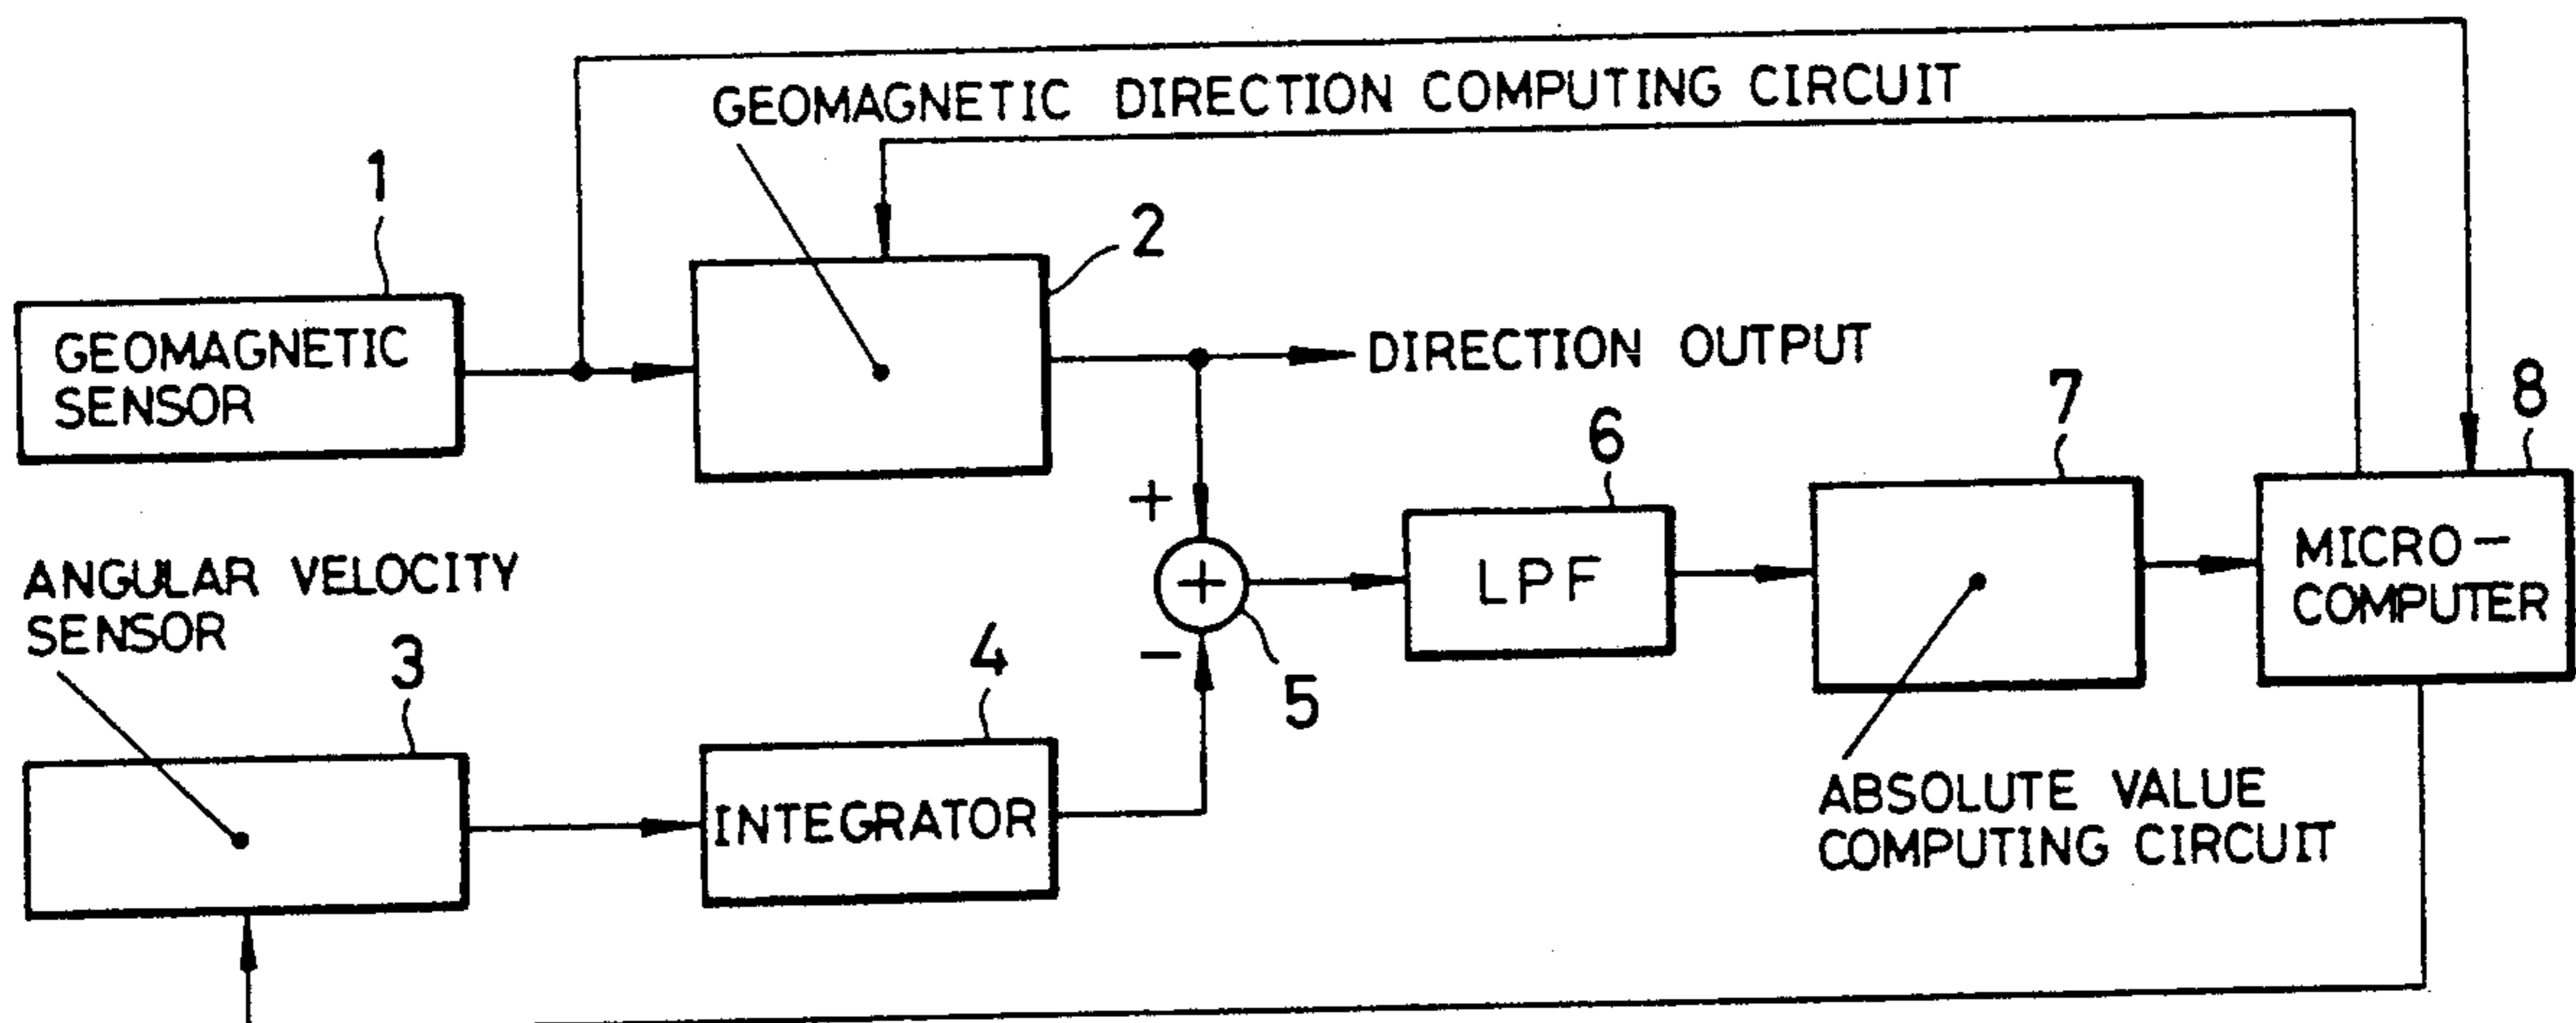 GEOMAGNETIC DIRECTION COMPUTING CIRCUIT
1
2
GEOMAGNETIC
SENSOR
DIRECTION OUTPUT
7
8
6
+
ANGULAR VELOCITY
SENSOR
+
LPF
MICRO-
COMPUTER
3
4
-
5
INTEGRATOR
ABSOLUTE VALUE
COMPUTING CIRCUIT